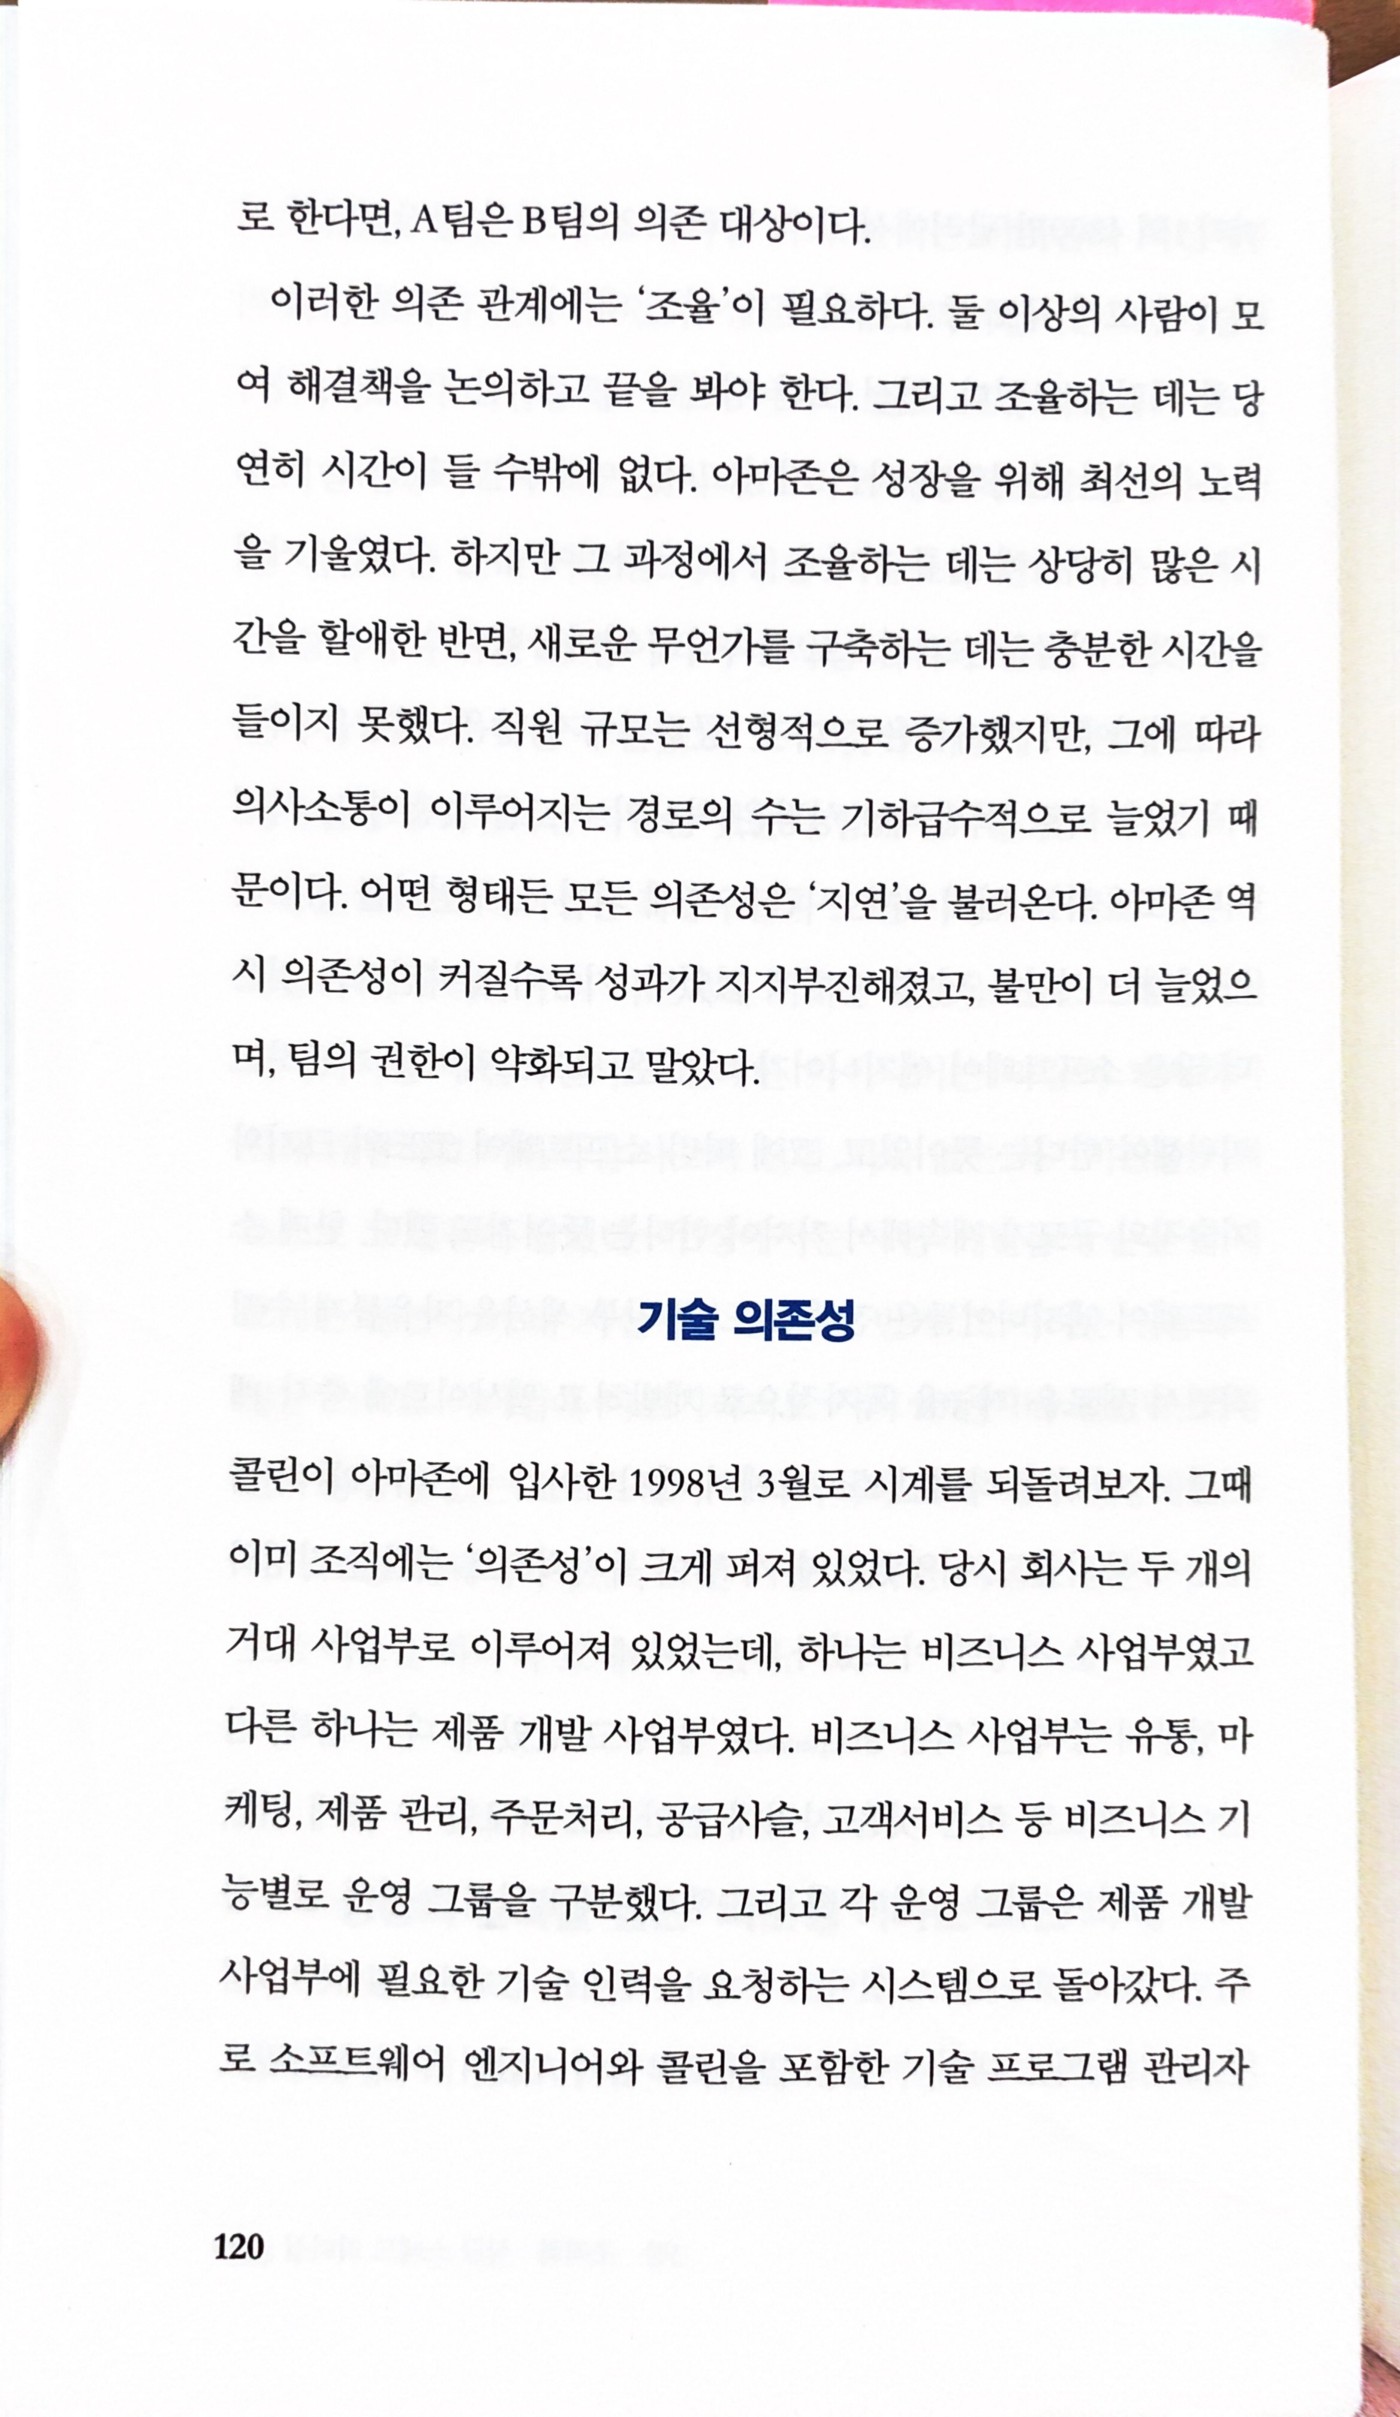 로 한다면, A팀은 B팀의 의존 대상이다.
이러한 의존 관계에는 ‘조율’이 필요하다. 둘 이상의 사람이 모
여 해결책을 논의하고 끝을 봐야 한다. 그리고 조율하는 데는 당
연히 시간이 들 수밖에 없다. 아마존은 성장을 위해 최선의 노력
을 기울였다. 하지만 그 과정에서 조율하는 데는 상당히 많은 시
간을 할애한 반면, 새로운 무언가를 구축하는 데는 충분한 시간을
들이지 못했다. 직원 규모는 선형적으로 증가했지만, 그에 따라
의사소통이 이루어지는 경로의 수는 기하급수적으로 늘었기 때
문이다. 어떤 형태든 모든 의존성은 ‘지연’을 불러온다. 아마존 역
시 의존성이 커질수록 성과가 지지부진해졌고, 불만이 더 늘었으
며, 팀의 권한이 약화되고 말았다.
기술 의존성
콜린이 아마존에 입사한 1998년 3월로 시계를 되돌려보자. 그때
이미 조직에는 ‘의존성’이 크게 퍼져 있었다. 당시 회사는 두 개의
거대 사업부로 이루어져 있었는데, 하나는 비즈니스 사업부였고
다른 하나는 제품 개발 사업부였다. 비즈니스 사업부는 유통, 마
케팅, 제품 관리, 주문처리, 공급사슬, 고객서비스 등 비즈니스 기
능별로 운영 그룹을 구분했다. 그리고 각 운영 그룹은 제품 개발
사업부에 필요한 기술 인력을 요청하는 시스템으로 돌아갔다. 주
로 소프트웨어 엔지니어와 콜린을 포함한 기술 프로그램 관리자
120